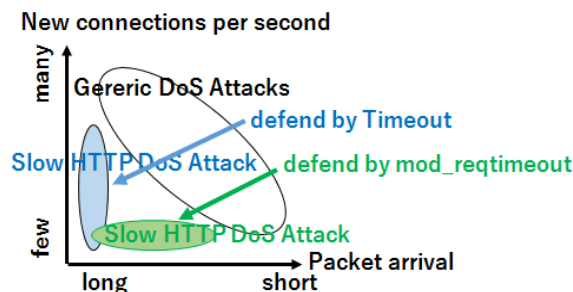 New connections per second
many
Gereric DoS Attacks
defend by Timeout
Slow HTTP DoS Attack
defend by mod_reqtimeout
few
Slow HTTP DoS Attack
Packet arrival
long
short